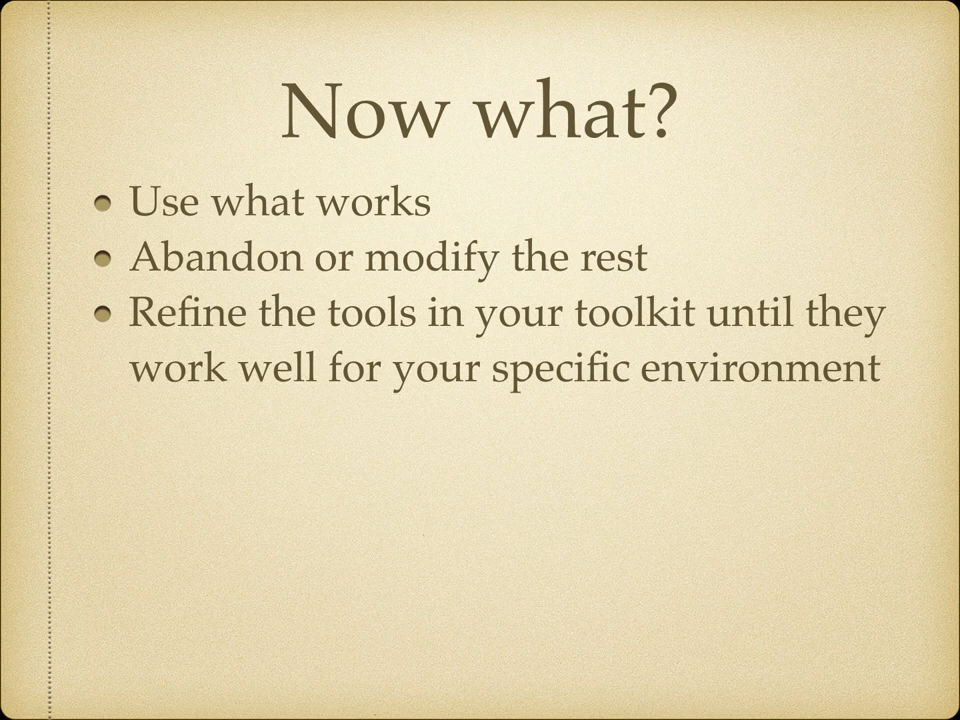 Now what?
Use what works
Abandon or modify the rest
Refine the tools in your toolkit until they
work well for your specific environment